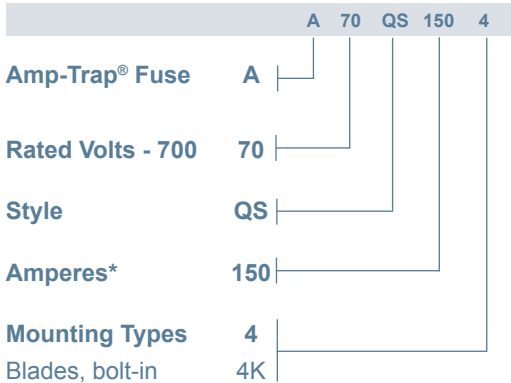 A 70 QS 150 4
Amp-Trap® Fuse A
Rated Volts - 700 70
Style QS
Amperes* 150
Mounting Types 4
Blades, bolt-in 4K